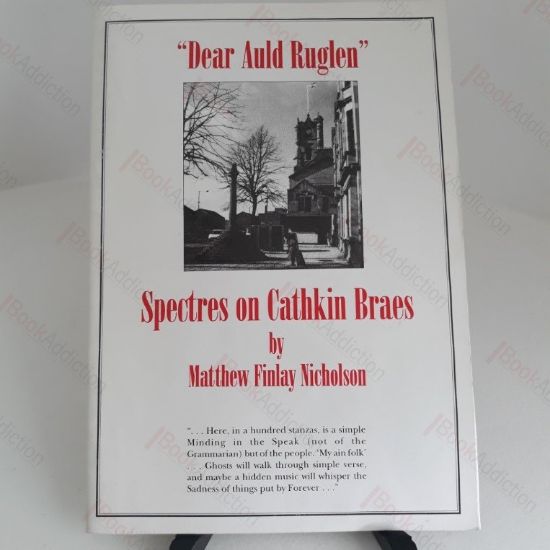 "Dear Auld Ruglen"
Spectres on Cathkin Braes
by
Matthew Finlay Nicholson
". . . Here, in a hundred stanzas, is a simple
Minding in the Speak (not of the
Grammarian) but of the people. 'My ain folk'
. . . Ghosts will walk through simple verse,
and maybe a hidden music will whisper the
Sadness of things put by Forever . . ."
BookAddiction